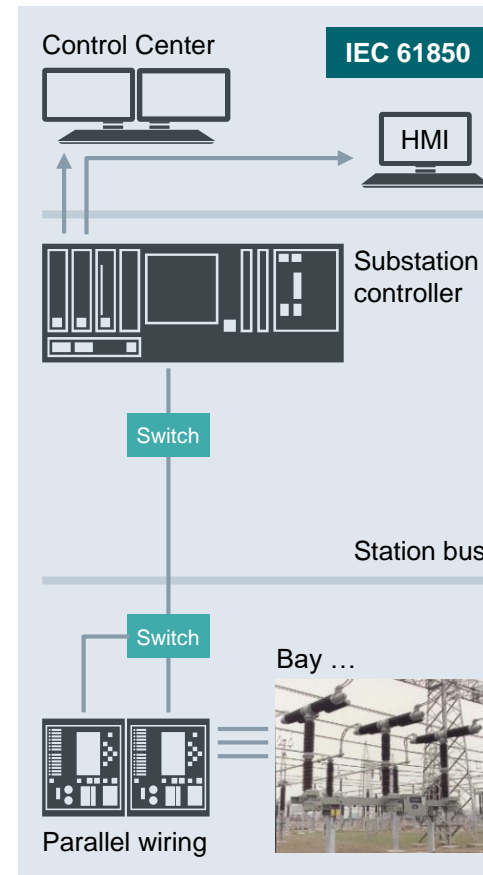 Control Center
IEC 61850
HMI
Substation
controller
Switch
Station bus
Switch
Bay …
Parallel wiring